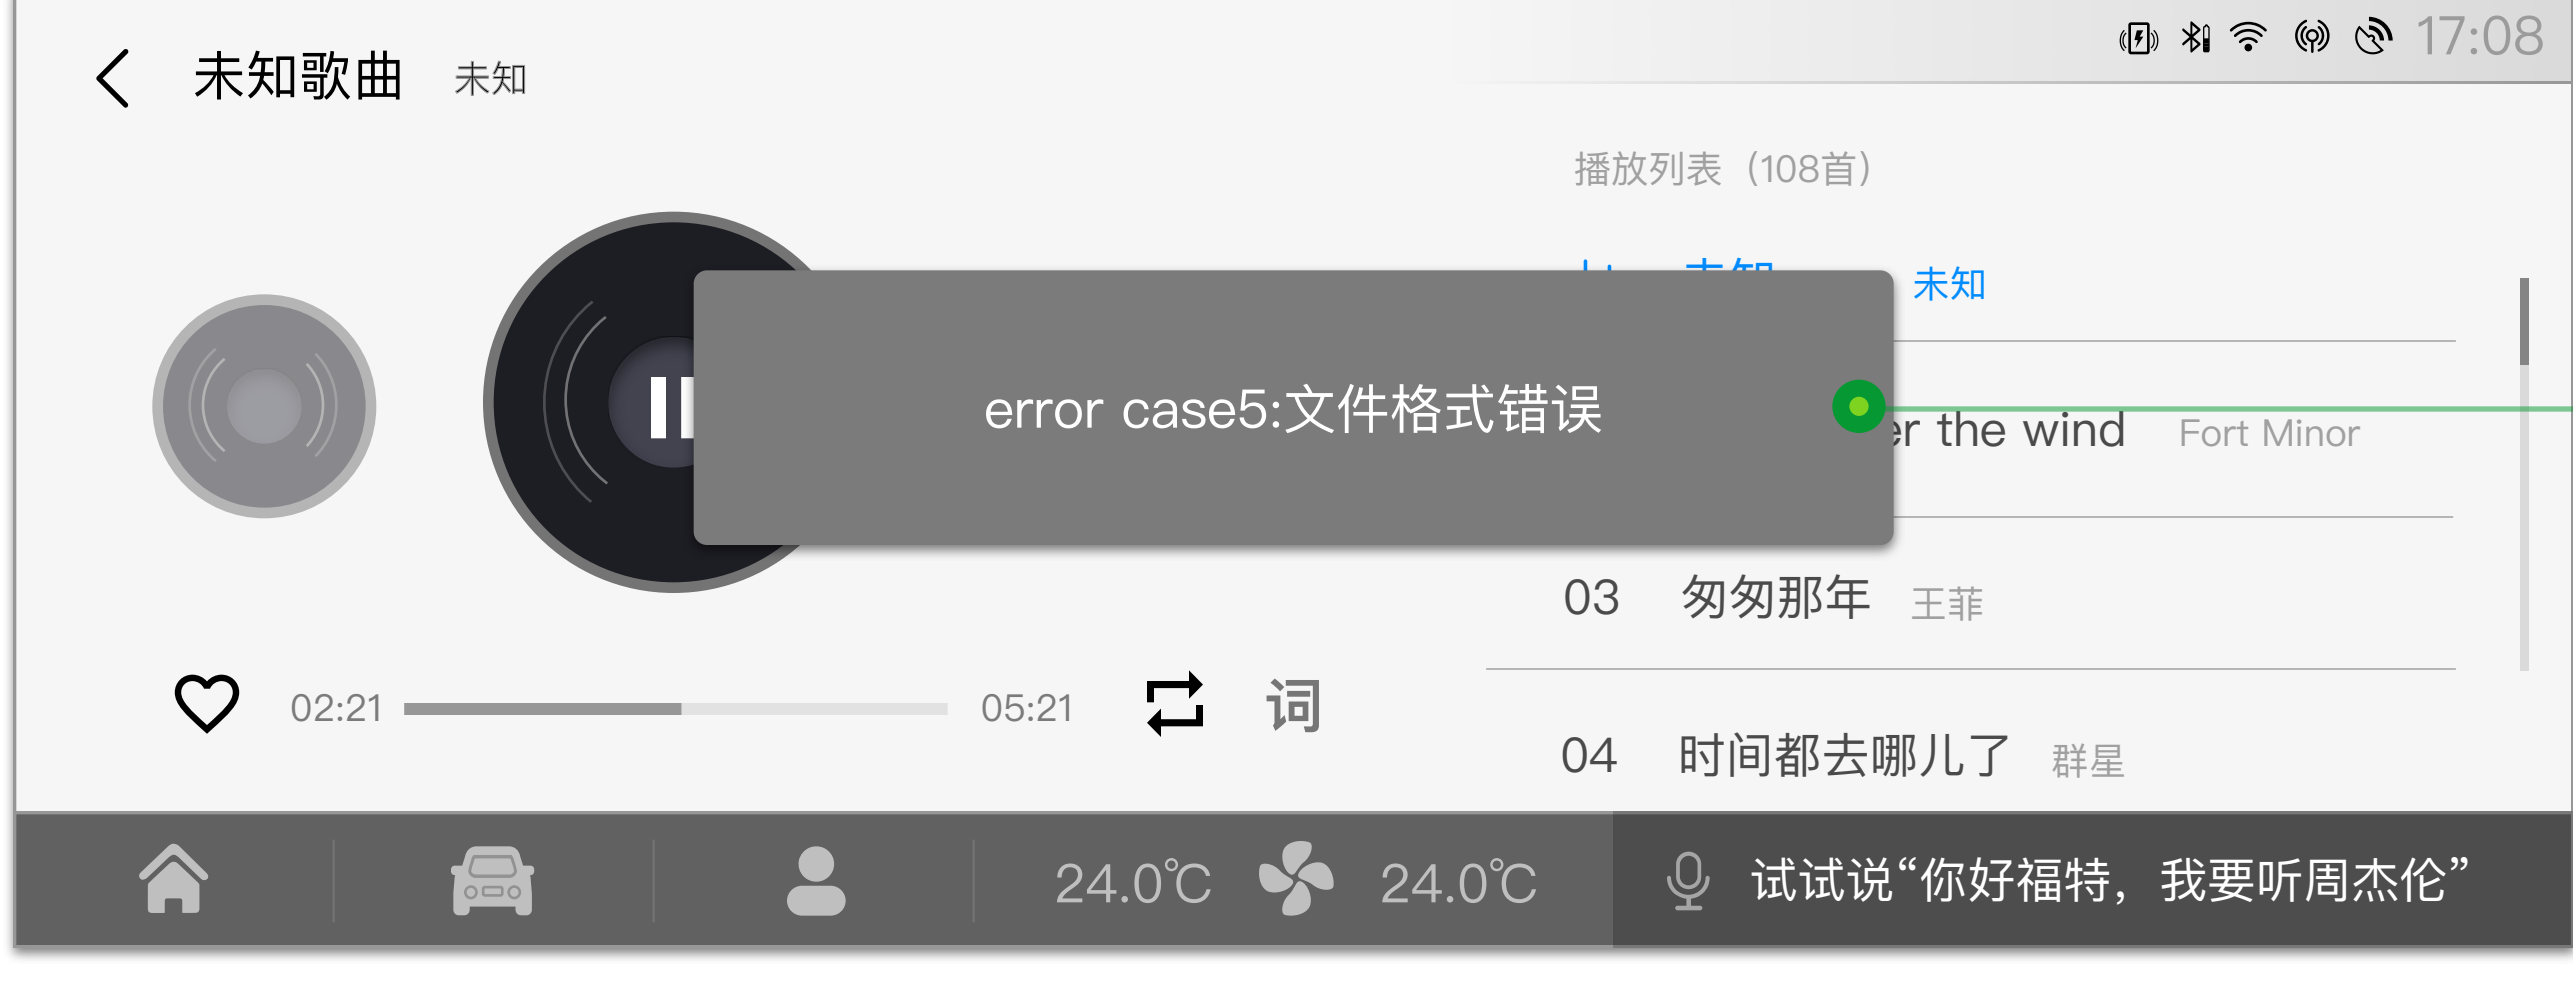 未知歌曲 未知
17:08
播放列表（108首）
未知 未知
er the wind Fort Minor
error case5:文件格式错误
03 匆匆那年 王菲
02:21 05:21 词
04 时间都去哪儿了 群星
24.0℃ 24.0℃
试试说“你好福特，我要听周杰伦”